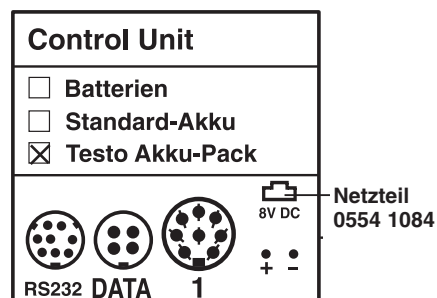 Control Unit
Batterien
Standard-Akku
Testo Akku-Pack
8V DC
Netzteil
0554 1084
+ -
RS232 DATA 1